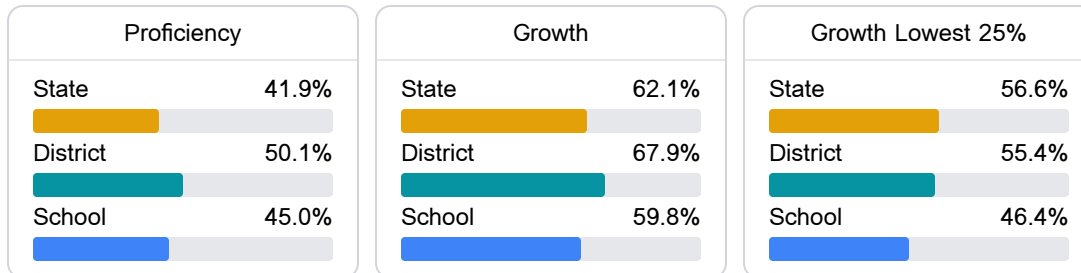 Proficiency
State 41.9%
District 50.1%
School 45.0%
Growth
State 62.1%
District 67.9%
School 59.8%
Growth Lowest 25%
State 56.6%
District 55.4%
School 46.4%